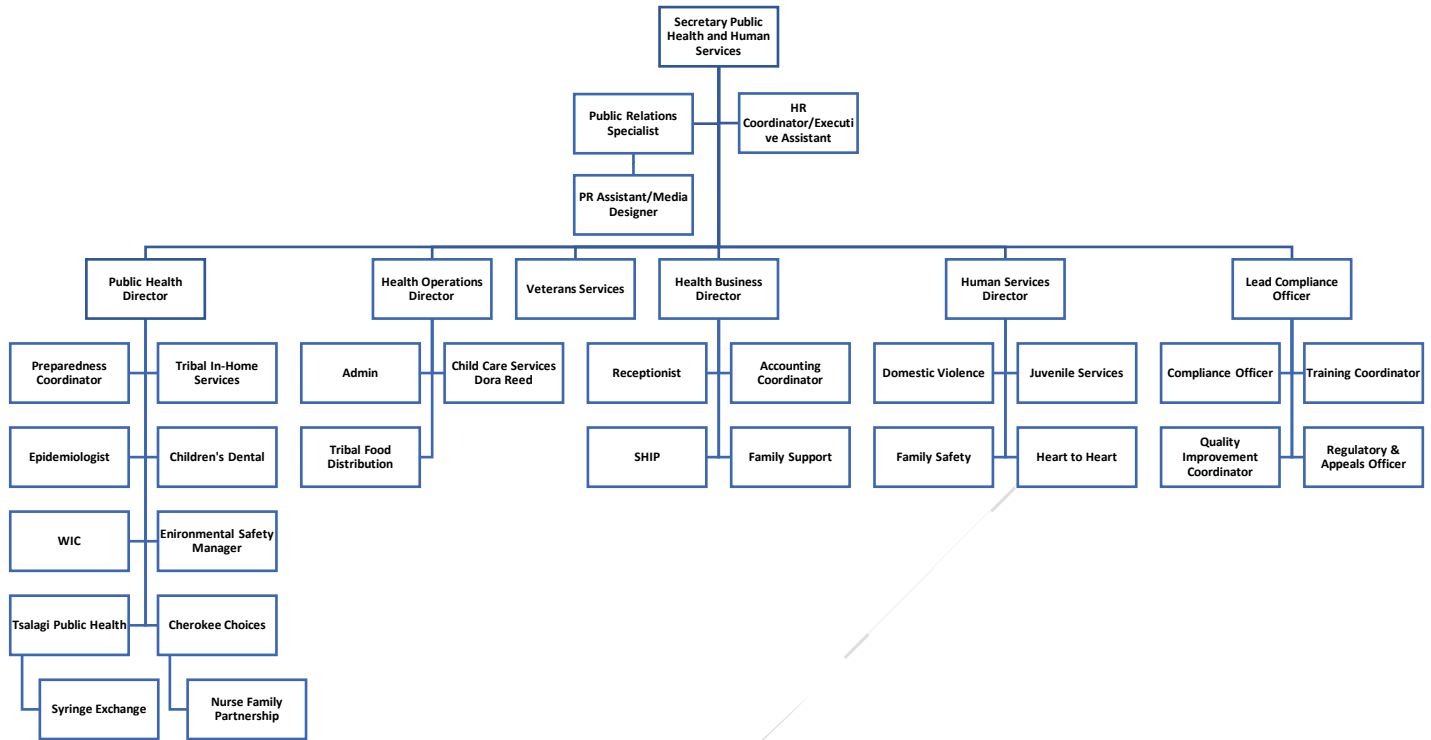 Secretary Public
Health and Human
Services
Public Relations
Specialist
HR
Coordinator/Executi
ve Assistant
PR Assistant/Media
Designer
Public Health
Director
Health Operations
Director
Veterans Services
Health Business
Director
Human Services
Director
Lead Compliance
Officer
Preparedness
Coordinator
Tribal In-Home
Services
Admin
Child Care Services
Dora Reed
Receptionist
Accounting
Coordinator
Domestic Violence
Juvenile Services
Compliance Officer
Training Coordinator
Epidemiologist
Children's Dental
Tribal Food
Distribution
SHIP
Family Support
Family Safety
Heart to Heart
Quality
Improvement
Coordinator
Regulatory &
Appeals Officer
WIC
Enironmental Safety
Manager
Tsalagi Public Health
Cherokee Choices
Syringe Exchange
Nurse Family
Partnership